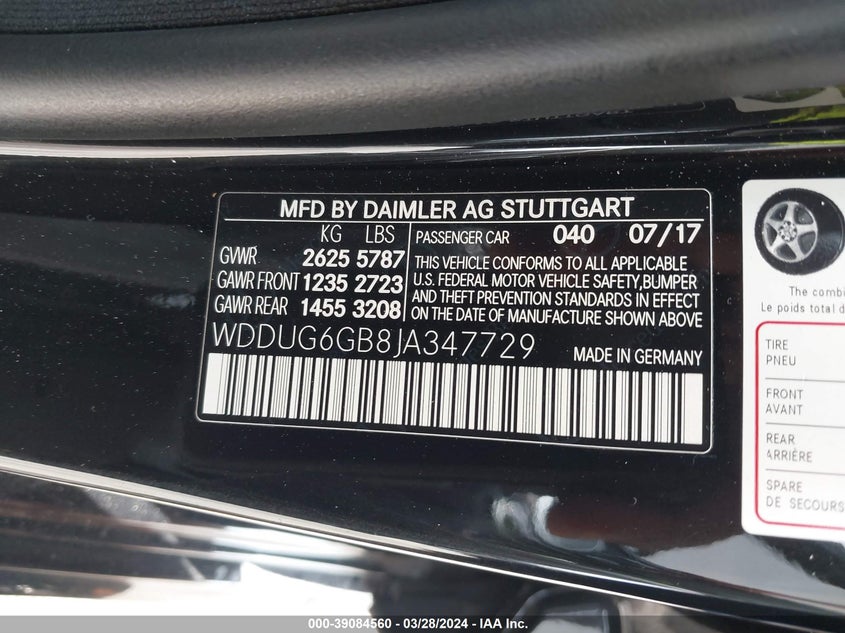 MFD BY DAIMLER AG STUTTGART
KG LBS
GVWR 2625 5787
GAWR FRONT 1235 2723
GAWR REAR 1455 3208
PASSENGER CAR 040 07/17
THIS VEHICLE CONFORMS TO ALL APPLICABLE
U.S. FEDERAL MOTOR VEHICLE SAFETY,BUMPER
AND THEFT PREVENTION STANDARDS IN EFFECT
ON THE DATE OF MANUFACTURE SHOWN ABOVE
WDDUG6GB8JA347729 MADE IN GERMANY
The combi
Le poids total d
TIRE
PNEU
FRONT
AVANT
REAR
ARRIÈRE
SPARE
DE SECOURS
000-39084560 - 03/28/2024 - IAA Inc.